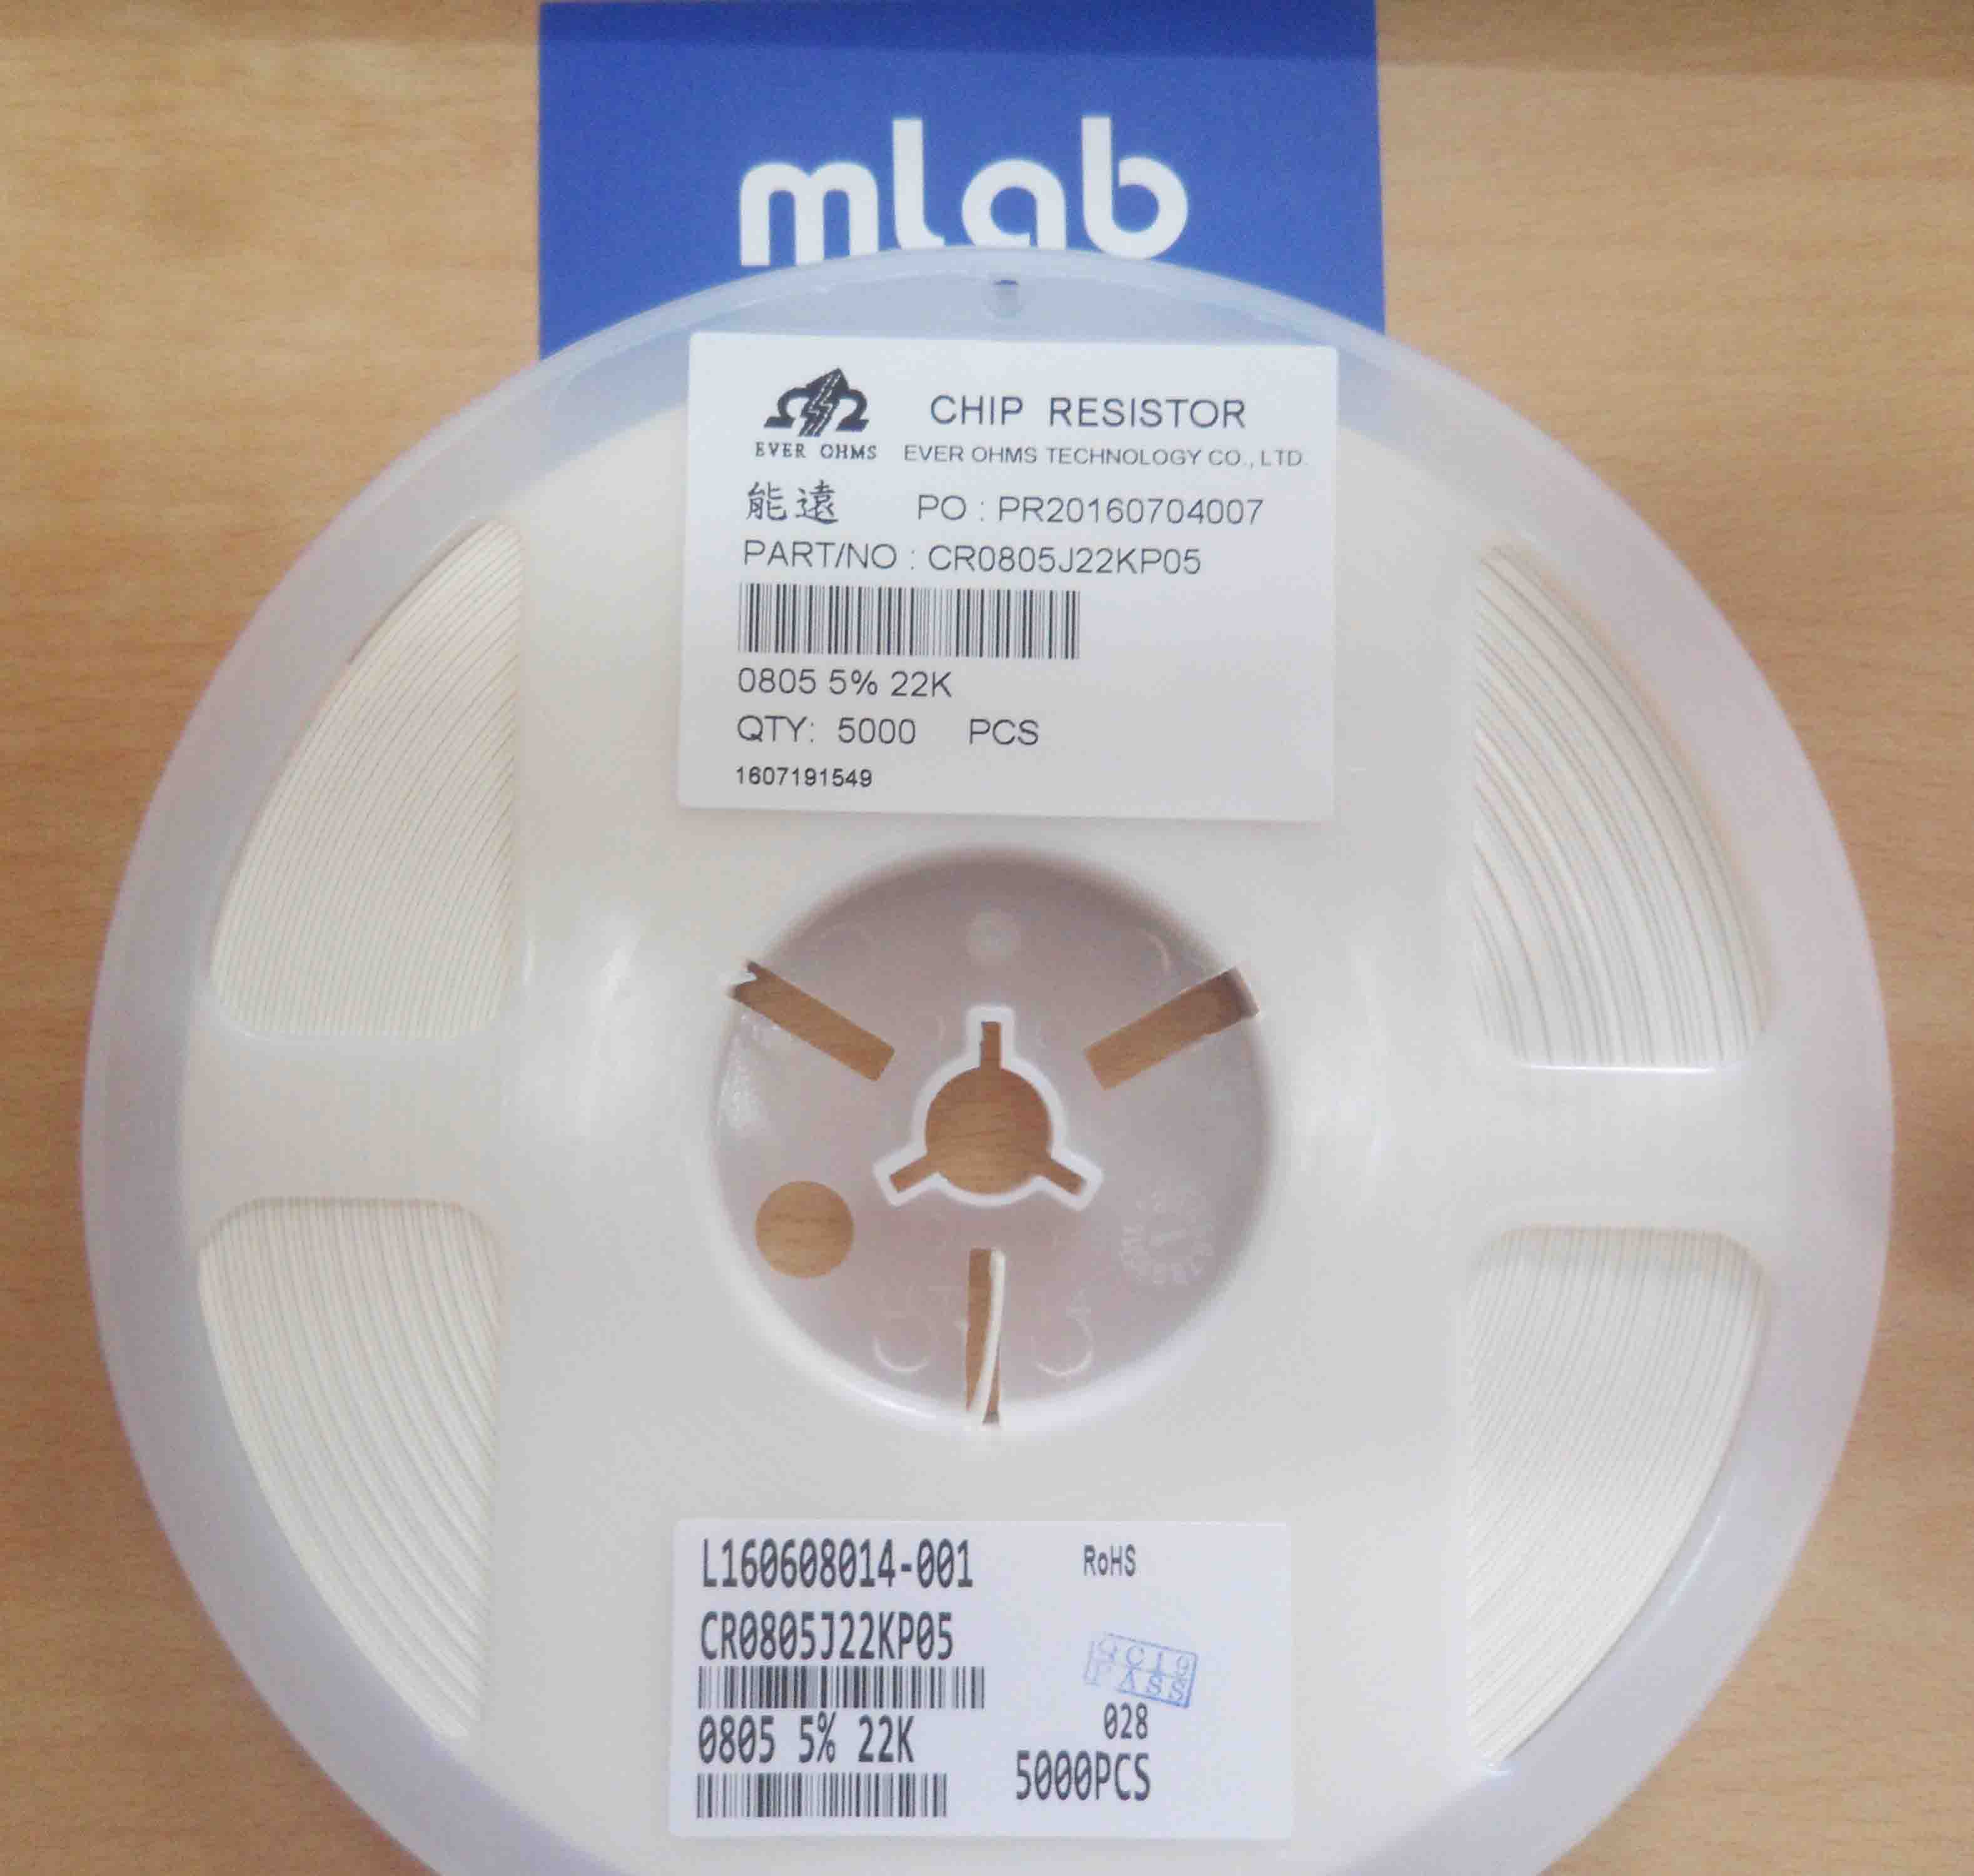 mlab
CHIP RESISTOR
EVER OHMS EVER OHMS TECHNOLOGY CO., LTD.
能遠 PO : PR20160704007
PART/NO : CR0805J22KP05
0805 5% 22K
QTY: 5000 PCS
1607191549
L160608014-001 RoHS
CR0805J22KP05
QC19
PASS
028
0805 5% 22K
5000PCS